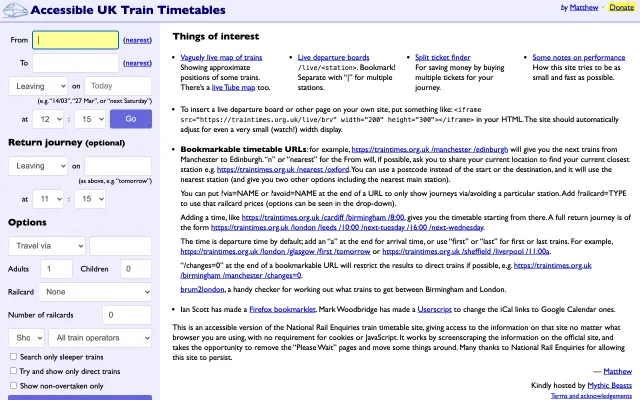 Accessible UK Train Timetables
by Matthew · Donate
From
(nearest)
To
(nearest)
Leaving on Today
(e.g. "14/03", "27 Mar", or "next Saturday")
at 12 : 15 Go
Return journey (optional)
Leaving on
(as above, e.g. "tomorrow")
at 11 : 15
Options
Travel via
Adults 1 Children 0
Railcard None
Number of railcards 0
Sho All train operators
Search only sleeper trains
Try and show only direct trains
Show non-overtaken only
Things of interest
Vaguely live map of trains
Showing approximate
positions of some trains.
There's a live Tube map too.
Live departure boards
/live/<station>. Bookmark!
Separate with "|" for multiple
stations.
Split ticket finder
For saving money by buying
multiple tickets for your
journey.
Some notes on performance
How this site tries to be as
small and fast as possible.
To insert a live departure board or other page on your own site, put something like: <iframe
src="https://traintimes.org.uk/live/brv" width="200" height="300"></iframe> in your HTML. The site should automatically
adjust for even a very small (watch!) width display.
Bookmarkable timetable URLs: for example, https://traintimes.org.uk /manchester /edinburgh will give you the next trains from
Manchester to Edinburgh. "n" or "nearest" for the From will, if possible, ask you to share your current location to find your current closest
station e.g. https://traintimes.org.uk /nearest /oxford. You can use a postcode instead of the start or the destination, and it will use the
nearest station (and give you two other options including the nearest main station).
You can put ?via=NAME or ?avoid=NAME at the end of a URL to only show journeys via/avoiding a particular station. Add ?railcard=TYPE
to use that railcard prices (options can be seen in the drop-down).
Adding a time, like https://traintimes.org.uk /cardiff /birmingham /8:00, gives you the timetable starting from there. A full return journey is of
the form https://traintimes.org.uk /london /leeds /10:00 /next-tuesday /16:00 /next-wednesday.
The time is departure time by default; add an "a" at the end for arrival time, or use "first" or "last" for first or last trains. For example,
https://traintimes.org.uk /london /glasgow /first /tomorrow or https://traintimes.org.uk /sheffield /liverpool /11:00a.
"/changes=0" at the end of a bookmarkable URL will restrict the results to direct trains if possible, e.g. https://traintimes.org.uk
/birmingham /manchester /changes=0.
brum2london, a handy checker for working out what trains to get between Birmingham and London.
Ian Scott has made a Firefox bookmarklet. Mark Woodbridge has made a Userscript to change the iCal links to Google Calendar ones.
This is an accessible version of the National Rail Enquiries train timetable site, giving access to the information on that site no matter what
browser you are using, with no requirement for cookies or JavaScript. It works by screenscraping the information on the official site, and
takes the opportunity to remove the "Please Wait" pages and move some things around. Many thanks to National Rail Enquiries for allowing
this site to persist.
— Matthew
Kindly hosted by Mythic Beasts
Terms and acknowledgements